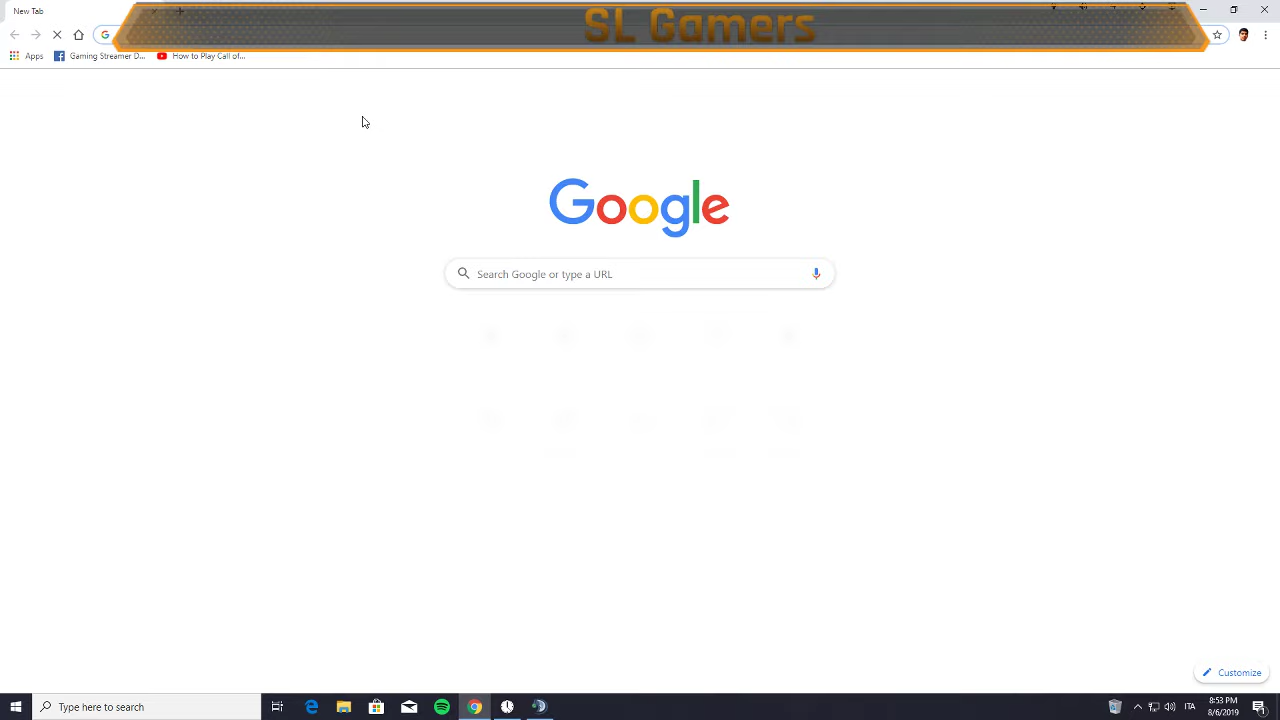 New Tab
SL Gamers
Apps
Gaming Streamer D...
How to Play Call of...
Google
Search Google or type a URL
Customize
Type here to search
ITA
8:53 PM
8/6/2019